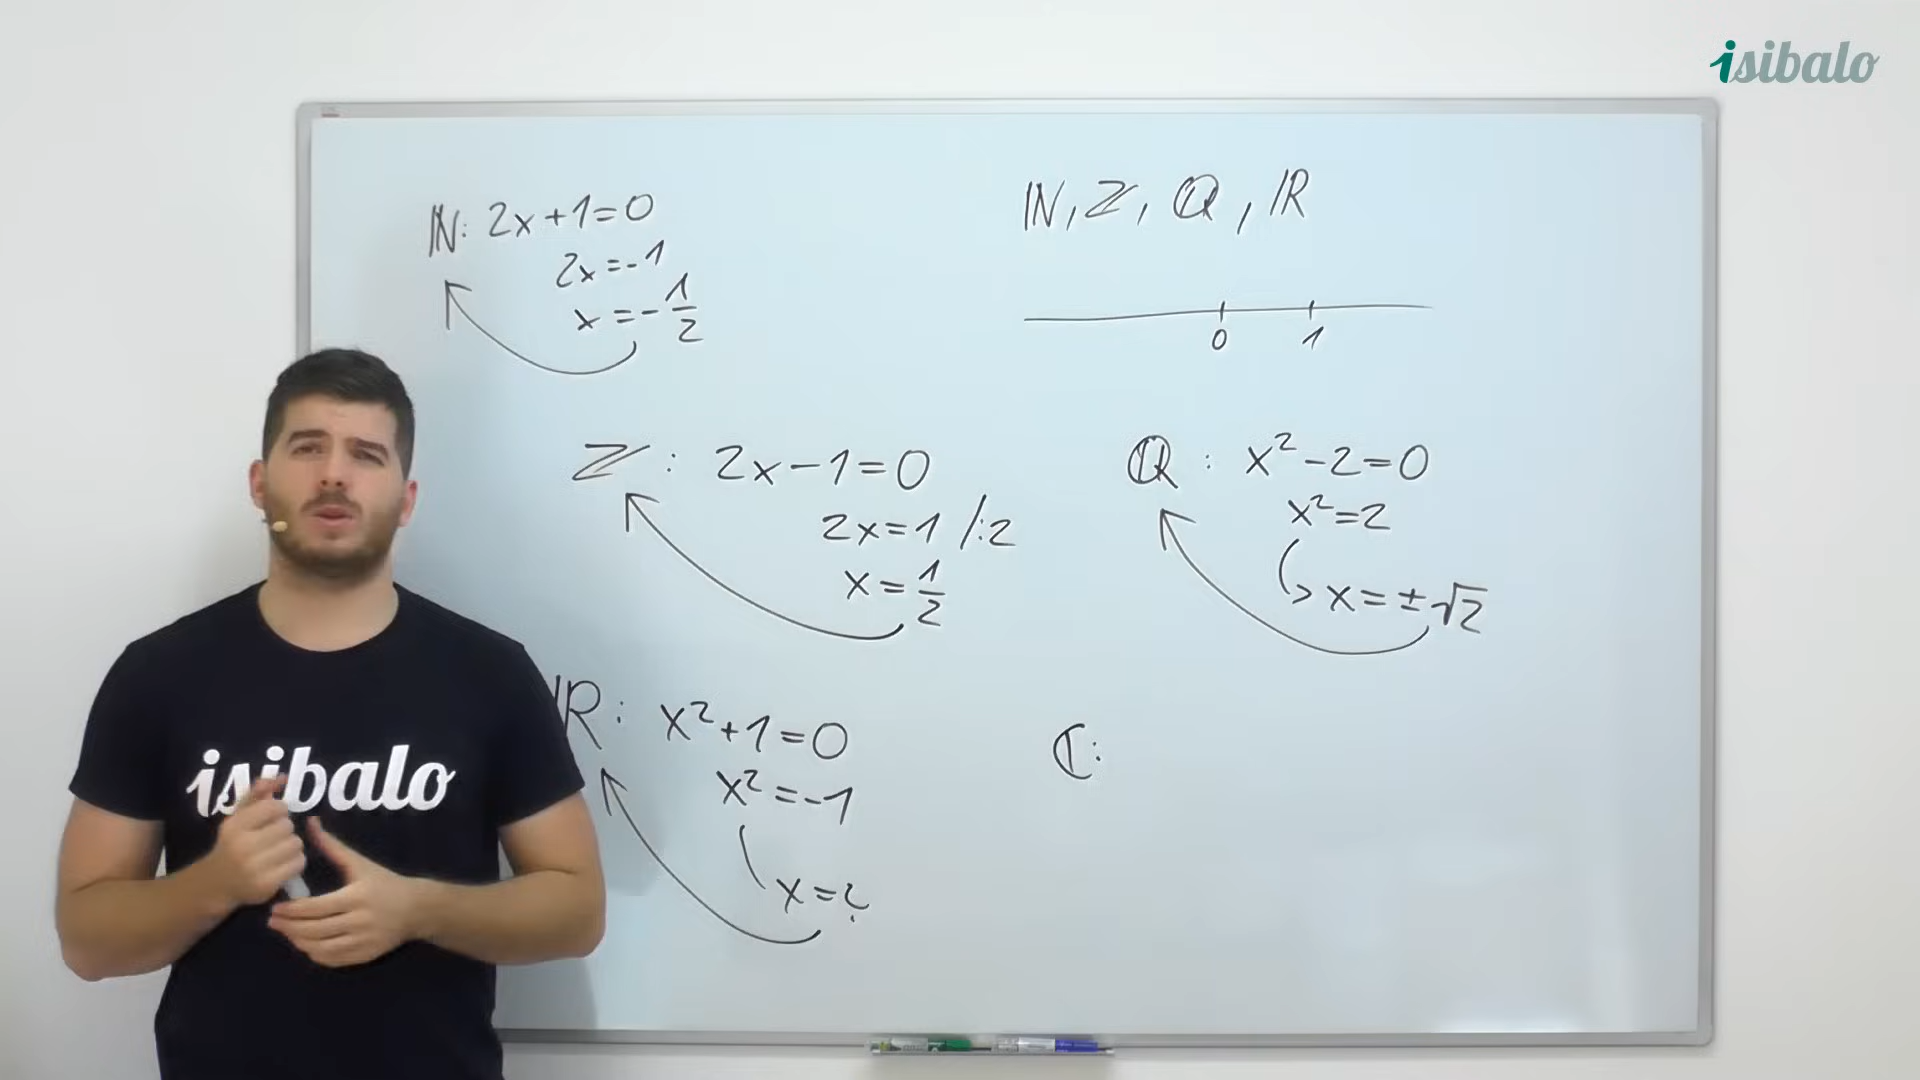 isibalo
ℕ: 2x+1=0
2x=-1
x=-1/2
ℕ, ℤ, ℚ, ℝ
0 1
ℤ: 2x-1=0
2x=1 /:2
x=1/2
ℚ: x²-2=0
x²=2
x=±√2
ℝ: x²+1=0
x²=-1
x=?
ℂ:
isibalo